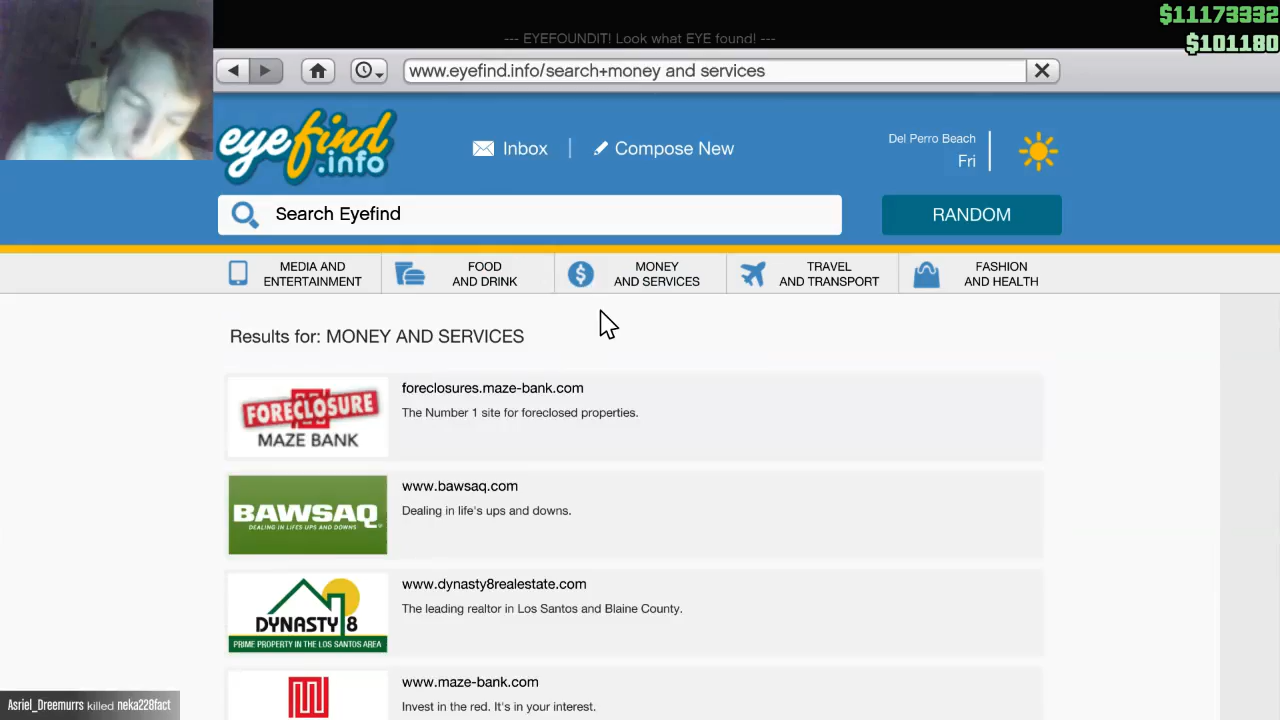 $11173332
--- EYEFOUNDIT! Look what EYE found! ---
$101180
www.eyefind.info/search+money and services
eyefind
.info
Inbox
Compose New
Del Perro Beach
Fri
Search Eyefind
RANDOM
MEDIA AND
ENTERTAINMENT
FOOD
AND DRINK
MONEY
AND SERVICES
TRAVEL
AND TRANSPORT
FASHION
AND HEALTH
Results for: MONEY AND SERVICES
FORECLOSURE
MAZE BANK
foreclosures.maze-bank.com
The Number 1 site for foreclosed properties.
BAWSAQ
DEALING IN LIFES UPS AND DOWNS
www.bawsaq.com
Dealing in life's ups and downs.
DYNASTY 8
PRIME PROPERTY IN THE LOS SANTOS AREA
www.dynasty8realestate.com
The leading realtor in Los Santos and Blaine County.
www.maze-bank.com
Invest in the red. It's in your interest.
Asriel_Dreemurrs killed neka228fact